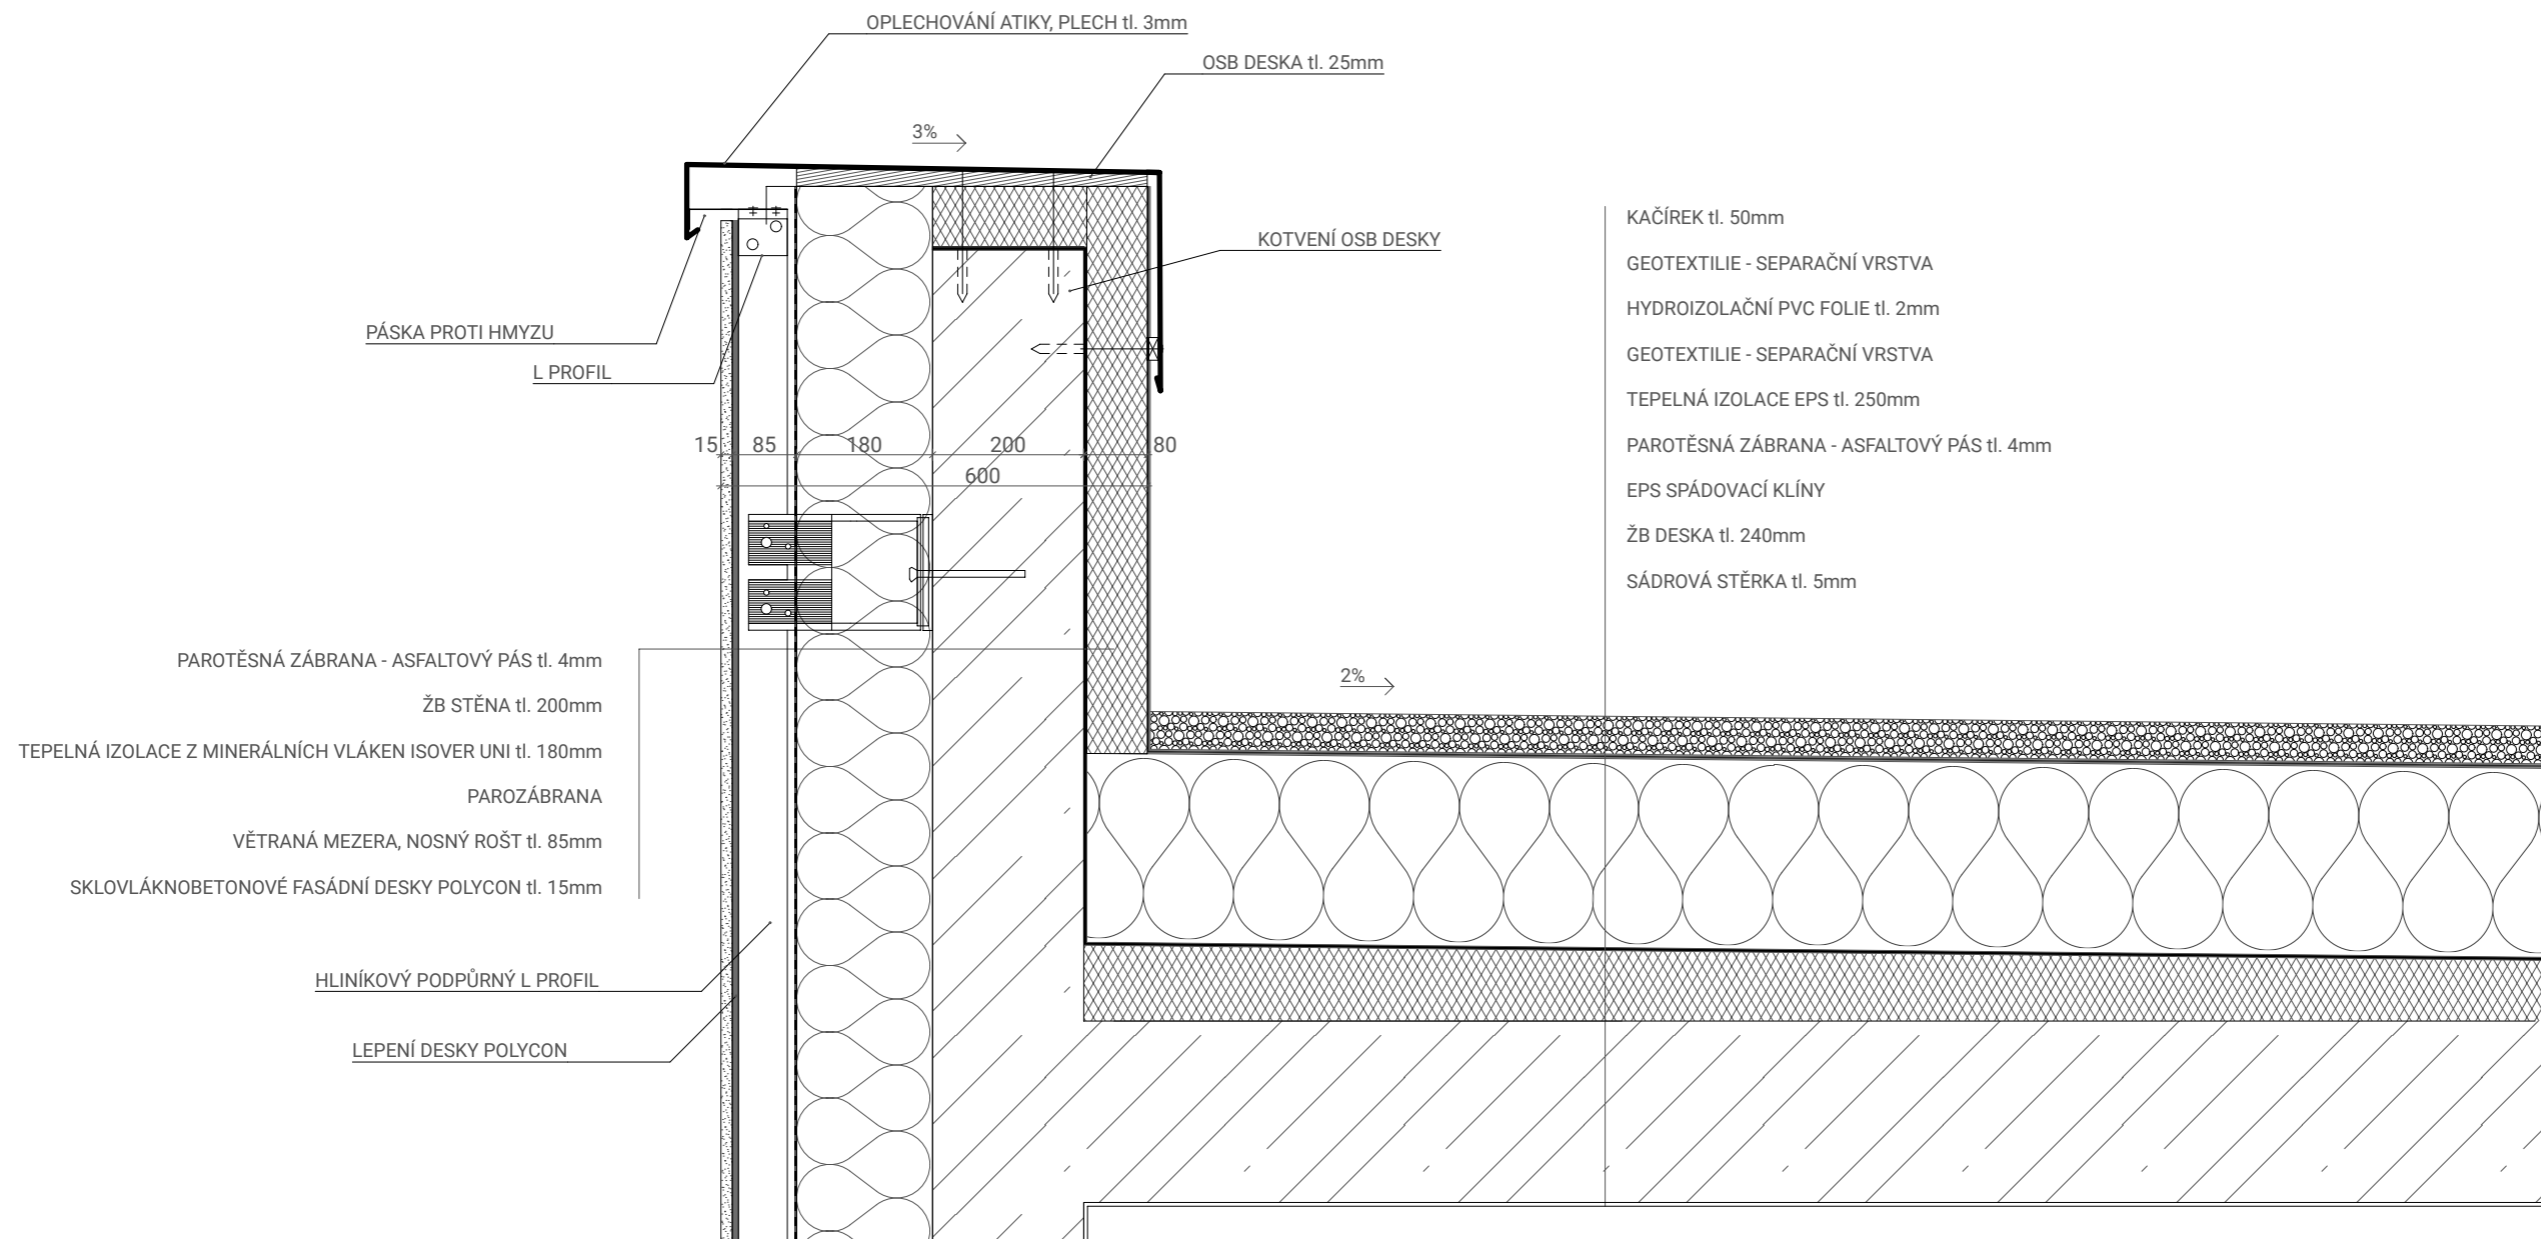 OPLECHOVÁNÍ ATIKY, PLECH tl. 3mm
OSB DESKA tl. 25mm
3%
KOTVENÍ OSB DESKY
PÁSKA PROTI HMYZU
L PROFIL
15 85 180 200 80
600
KAČÍREK tl. 50mm
GEOTEXTILIE - SEPARAČNÍ VRSTVA
HYDROIZOLAČNÍ PVC FOLIE tl. 2mm
GEOTEXTILIE - SEPARAČNÍ VRSTVA
TEPELNÁ IZOLACE EPS tl. 250mm
PAROTĚSNÁ ZÁBRANA - ASFALTOVÝ PÁS tl. 4mm
EPS SPÁDOVACÍ KLÍNY
ŽB DESKA tl. 240mm
SÁDROVÁ STĚRKA tl. 5mm
2%
PAROTĚSNÁ ZÁBRANA - ASFALTOVÝ PÁS tl. 4mm
ŽB STĚNA tl. 200mm
TEPELNÁ IZOLACE Z MINERÁLNÍCH VLÁKEN ISOVER UNI tl. 180mm
PAROZÁBRANA
VĚTRANÁ MEZERA, NOSNÝ ROŠT tl. 85mm
SKLOVLÁKNOBETONOVÉ FASÁDNÍ DESKY POLYCON tl. 15mm
HLINÍKOVÝ PODPŮRNÝ L PROFIL
LEPENÍ DESKY POLYCON